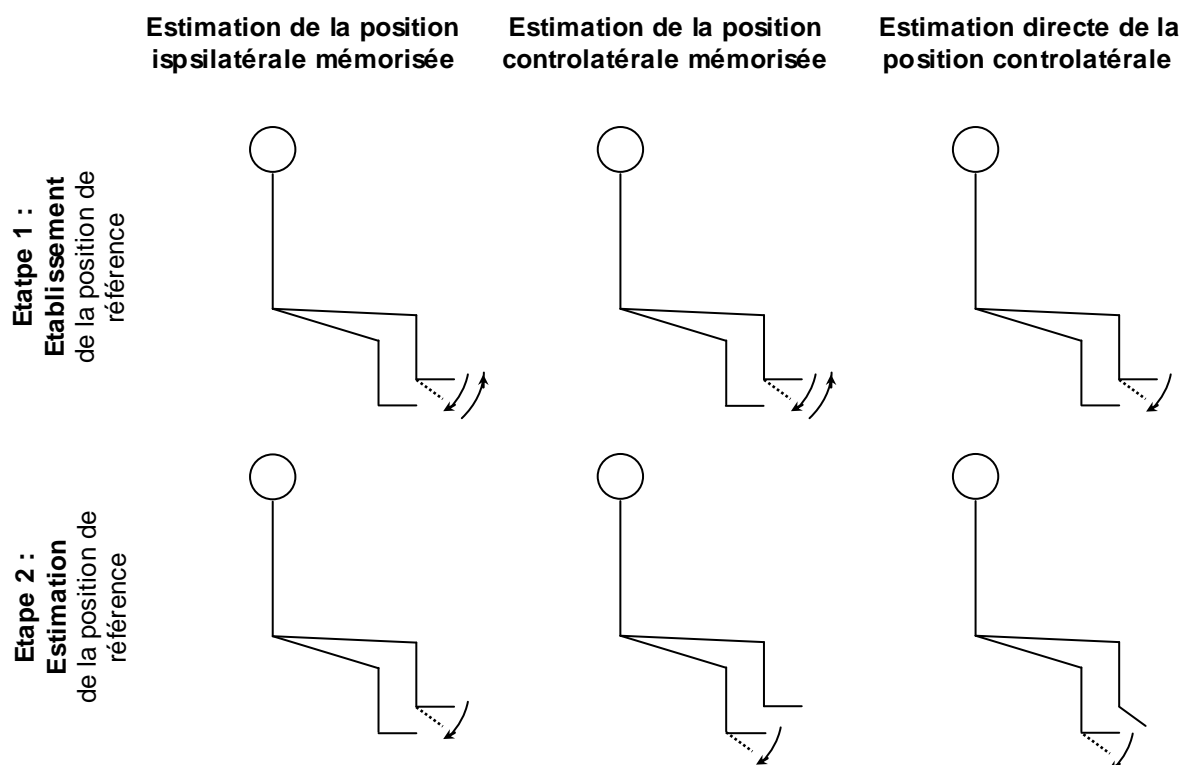 Estimation de la position
ispsilatérale mémorisée
Estimation de la position
controlatérale mémorisée
Estimation directe de la
position controlatérale
Etatpe 1 :
Etablissement
de la position de
référence
Etape 2 :
Estimation
de la position de
référence